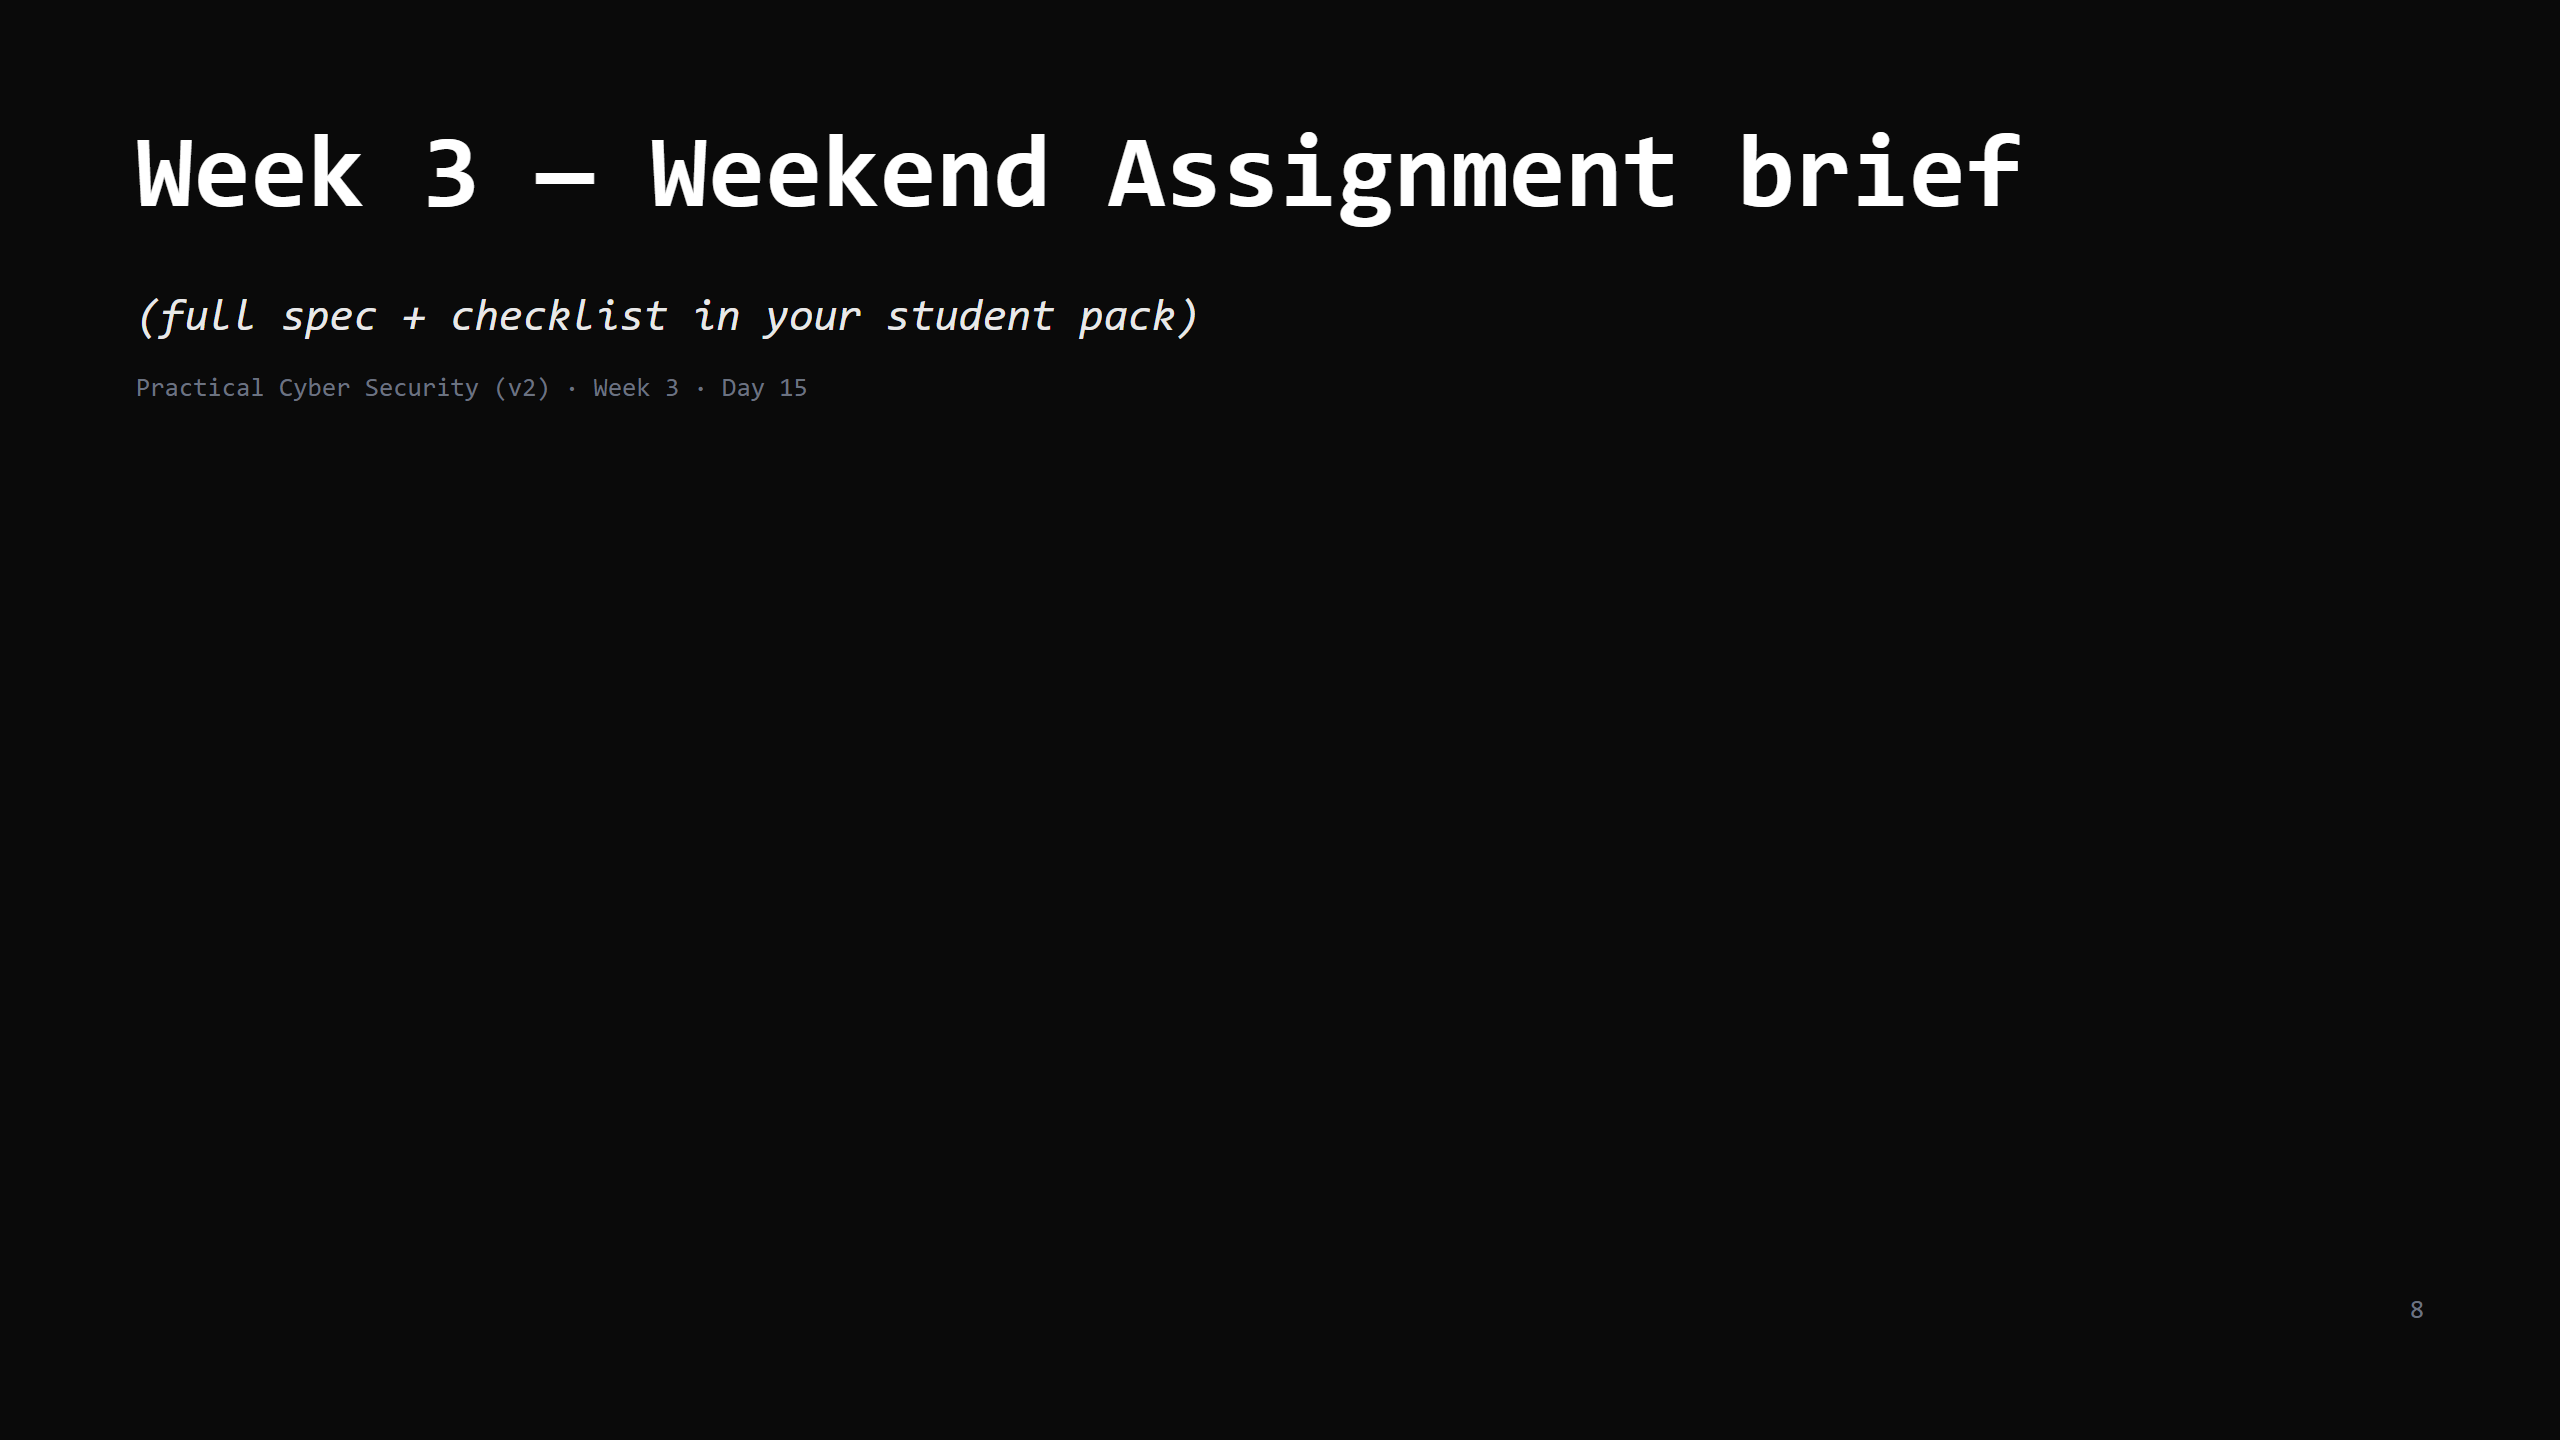 Week 3 — Weekend Assignment brief
(full spec + checklist in your student pack)
Practical Cyber Security (v2) · Week 3 · Day 15
8